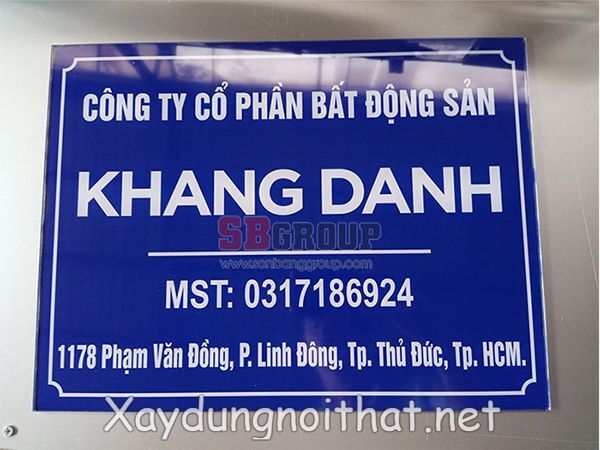 CÔNG TY CỔ PHẦN BẤT ĐỘNG SẢN
KHANG DANH
SBGROUP
www.sonbanggroup.com
MST: 0317186924
1178 Phạm Văn Đồng, P. Linh Đông, Tp. Thủ Đức, Tp. HCM.
Xaydungnoithat.net